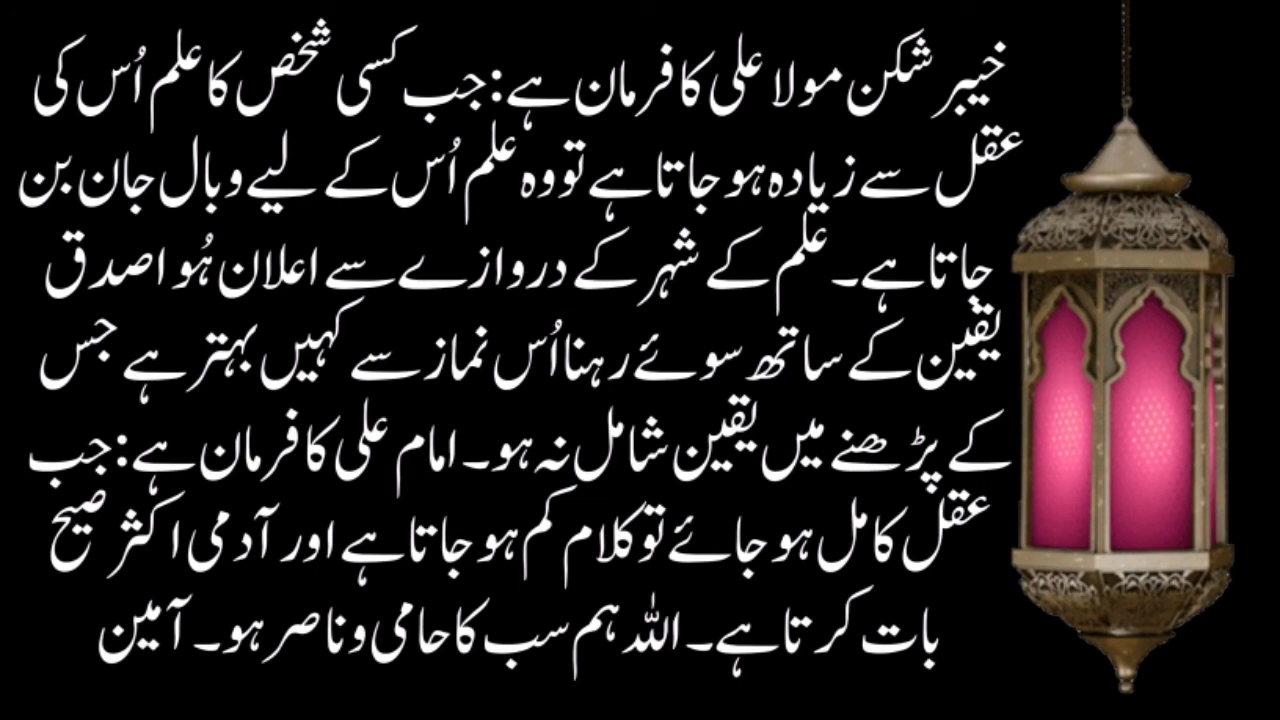 خیبر شکن مولا علی کا فرمان ہے: جب کسی شخص کا علم اُس کی
عقل سے زیادہ ہو جاتا ہے تو وہ علم اُس کے لیے وبال جان بن
جاتا ہے۔ علم کے شہر کے دروازے سے اعلان ہُوا صدق
یقین کے ساتھ سوئے رہنا اُس نماز سے کہیں بہتر ہے جس
کے پڑھنے میں یقین شامل نہ ہو۔ امام علی کا فرمان ہے: جب
عقل کامل ہو جائے تو کلام کم ہو جاتا ہے اور آدمی اکثر صیح
بات کرتا ہے۔ اللہ ہم سب کا حامی و ناصر ہو۔ آمین